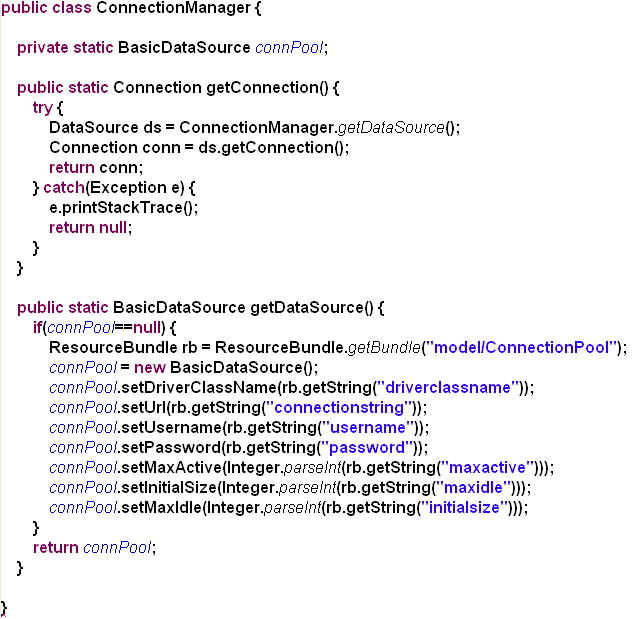 public class ConnectionManager {
private static BasicDataSource connPool;
public static Connection getConnection() {
try {
DataSource ds = ConnectionManager.getDataSource();
Connection conn = ds.getConnection();
return conn;
} catch(Exception e) {
e.printStackTrace();
return null;
}
}
public static BasicDataSource getDataSource() {
if(connPool==null) {
ResourceBundle rb = ResourceBundle.getBundle("model/ConnectionPool");
connPool = new BasicDataSource();
connPool.setDriverClassName(rb.getString("driverclassname"));
connPool.setUrl(rb.getString("connectionstring"));
connPool.setUsername(rb.getString("username"));
connPool.setPassword(rb.getString("password"));
connPool.setMaxActive(Integer.parseInt(rb.getString("maxactive")));
connPool.setInitialSize(Integer.parseInt(rb.getString("maxidle")));
connPool.setMaxIdle(Integer.parseInt(rb.getString("initialsize")));
}
return connPool;
}
}